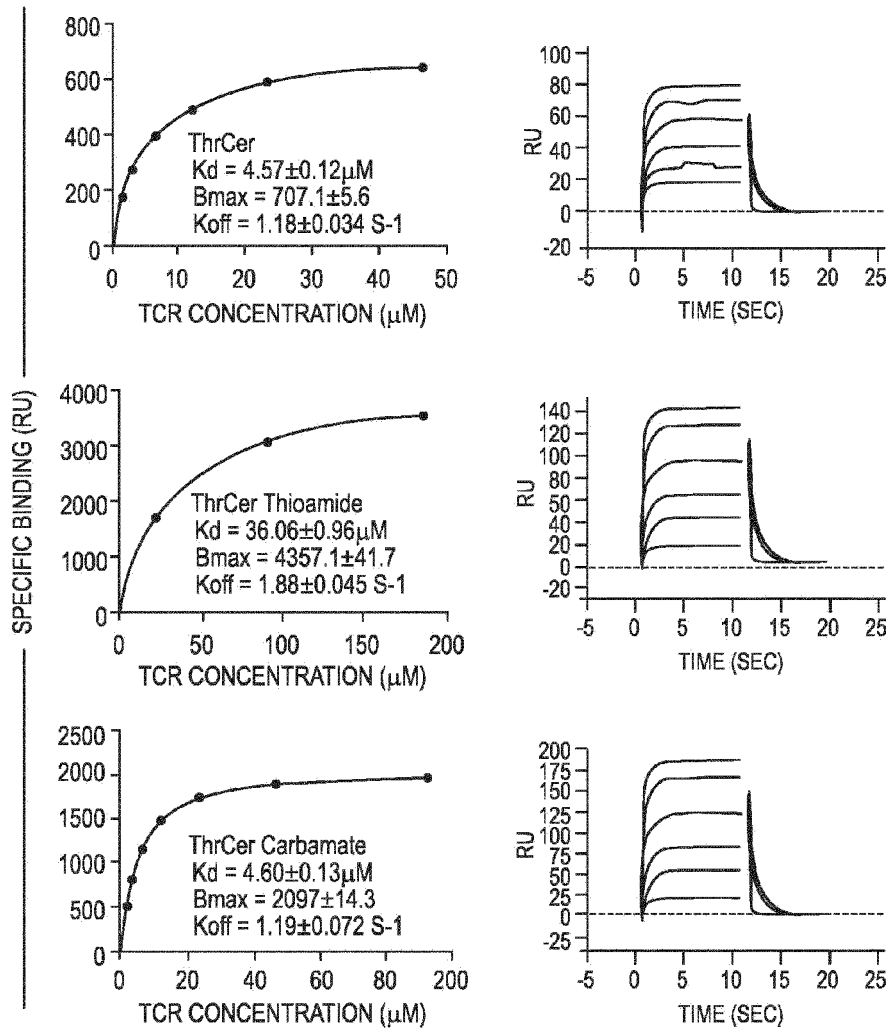 SPECIFIC BINDING (RU)
800
600
400
200
0
ThrCer
Kd = 4.57±0.12μM
Bmax = 707.1±5.6
Koff = 1.18±0.034 S-1
0 10 20 30 40 50
TCR CONCENTRATION (μM)
100
80
60
40
20
0
-20
RU
-5 0 5 10 15 20 25
TIME (SEC)
4000
3000
2000
1000
0
ThrCer Thioamide
Kd = 36.06±0.96μM
Bmax = 4357.1±41.7
Koff = 1.88±0.045 S-1
0 50 100 150 200
TCR CONCENTRATION (μM)
140
120
100
80
60
40
20
0
-20
RU
-5 0 5 10 15 20 25
TIME (SEC)
2500
2000
1500
1000
500
0
ThrCer Carbamate
Kd = 4.60±0.13μM
Bmax = 2097±14.3
Koff = 1.19±0.072 S-1
0 20 40 60 80 200
TCR CONCENTRATION (μM)
200
175
150
125
100
75
50
25
0
-25
RU
-5 0 5 10 15 20 25
TIME (SEC)